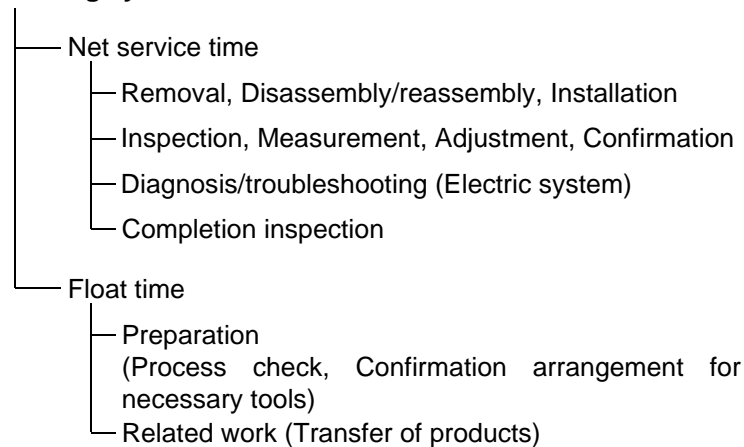 Net service time
Removal, Disassembly/reassembly, Installation
Inspection, Measurement, Adjustment, Confirmation
Diagnosis/troubleshooting (Electric system)
Completion inspection
Float time
Preparation
(Process check, Confirmation arrangement for
necessary tools)
Related work (Transfer of products)